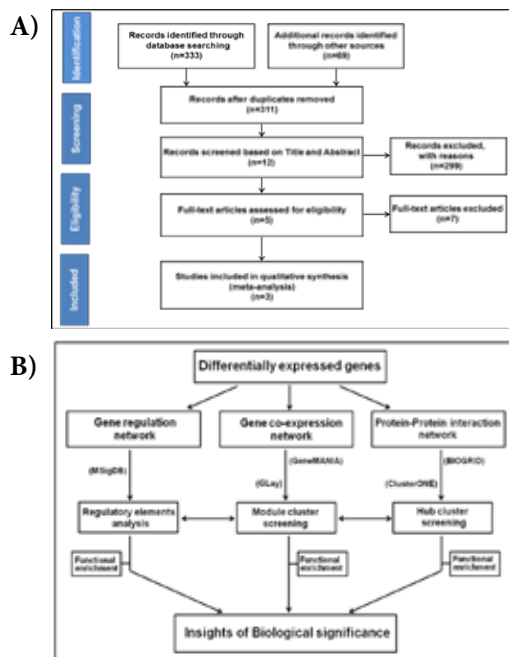 A)
Identification
Records identified through
database searching
(n=333)
Additional records identified
through other sources
(n=69)
Records after duplicates removed
(n=311)
Screening
Records screened based on Title and Abstract
(n=12)
Records excluded,
with reasons
(n=299)
Eligibility
Full-text articles assessed for eligibility
(n=5)
Full-text articles excluded
(n=7)
Included
Studies included in qualitative synthesis
(meta-analysis)
(n=3)
B)
Differentially expressed genes
Gene regulation
network
Gene co-expression
network
Protein-Protein interaction
network
(MSigDB)
(GeneMANIA)
(GLay)
(BIOGRID)
(ClusterONE)
Regulatory elements
analysis
Module cluster
screening
Hub cluster
screening
Functional
enrichment
Functional
enrichment
Functional
enrichment
Insights of Biological significance